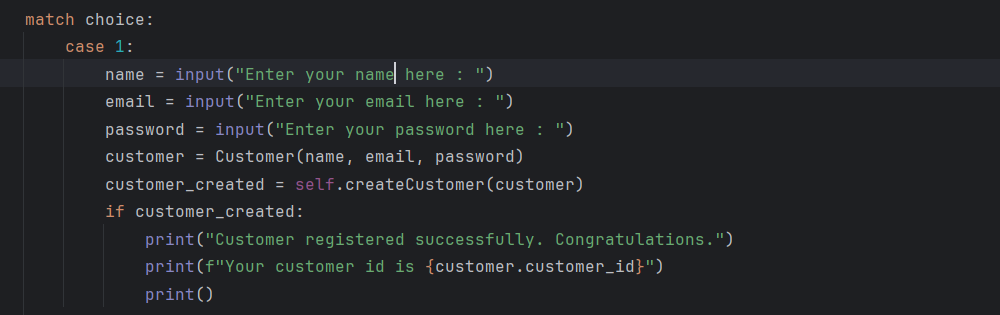 match choice:
case 1:
name = input("Enter your name here : ")
email = input("Enter your email here : ")
password = input("Enter your password here : ")
customer = Customer(name, email, password)
customer_created = self.createCustomer(customer)
if customer_created:
print("Customer registered successfully. Congratulations.")
print(f"Your customer id is {customer.customer_id}")
print()